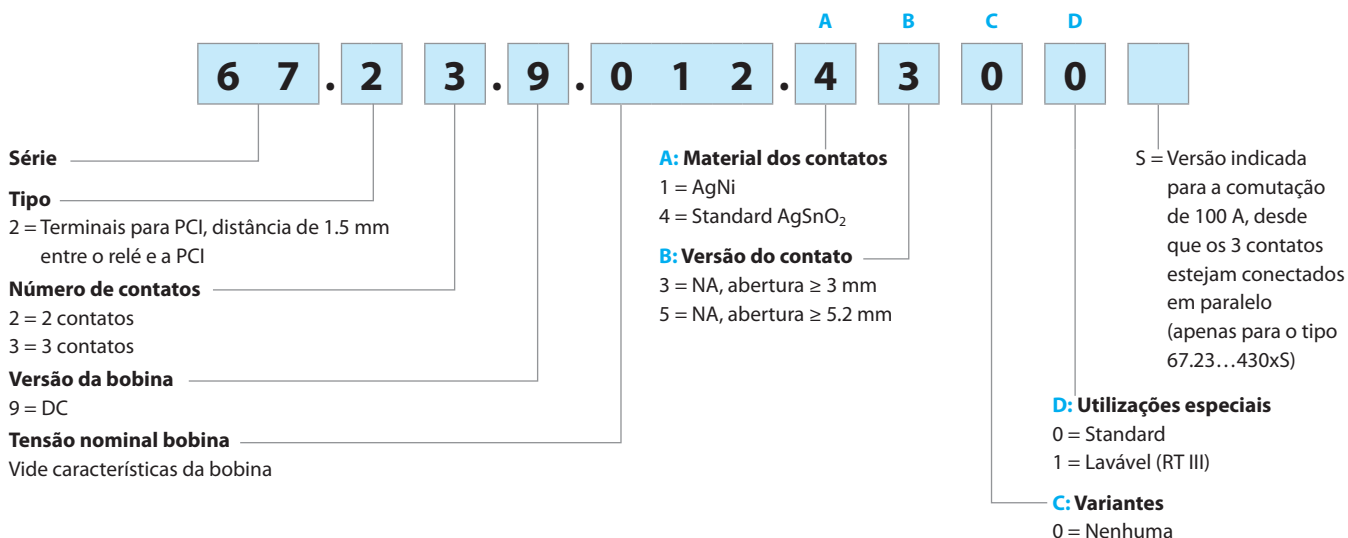 A B C D
6 7 . 2 3 . 9 . 0 1 2 . 4 3 0 0
Série
Tipo
2 = Terminais para PCI, distância de 1.5 mm
entre o relé e a PCI
Número de contatos
2 = 2 contatos
3 = 3 contatos
Versão da bobina
9 = DC
Tensão nominal bobina
Vide características da bobina
A: Material dos contatos
1 = AgNi
4 = Standard AgSnO₂
B: Versão do contato
3 = NA, abertura ≥ 3 mm
5 = NA, abertura ≥ 5.2 mm
S = Versão indicada
para a comutação
de 100 A, desde
que os 3 contatos
estejam conectados
em paralelo
(apenas para o tipo
67.23…430xS)
D: Utilizações especiais
0 = Standard
1 = Lavável (RT III)
C: Variantes
0 = Nenhuma